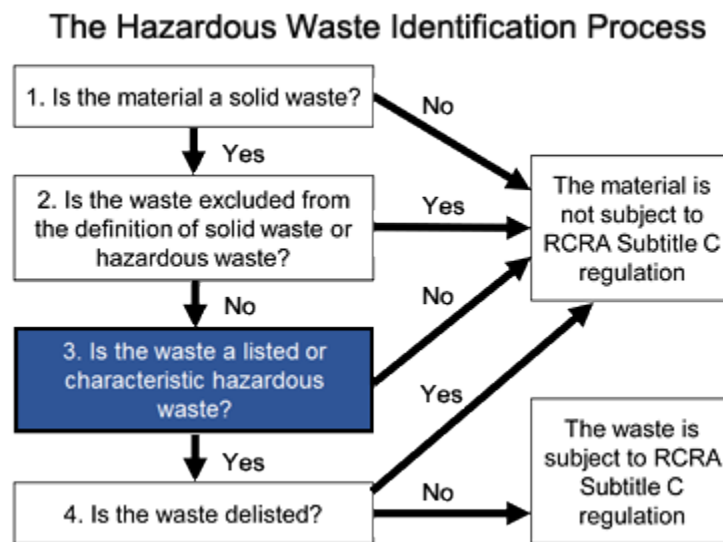 The Hazardous Waste Identification Process
1. Is the material a solid waste?
No
Yes
2. Is the waste excluded from
the definition of solid waste or
hazardous waste?
Yes
The material is
not subject to
RCRA Subtitle C
regulation
No
No
3. Is the waste a listed or
characteristic hazardous
waste?
Yes
Yes
4. Is the waste delisted?
No
The waste is
subject to RCRA
Subtitle C
regulation